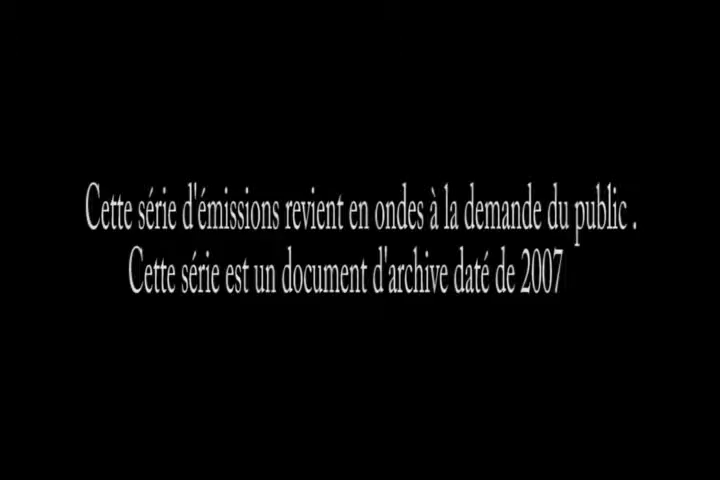 Cette série d'émissions revient en ondes à la demande du public .
Cette série est un document d'archive daté de 2007